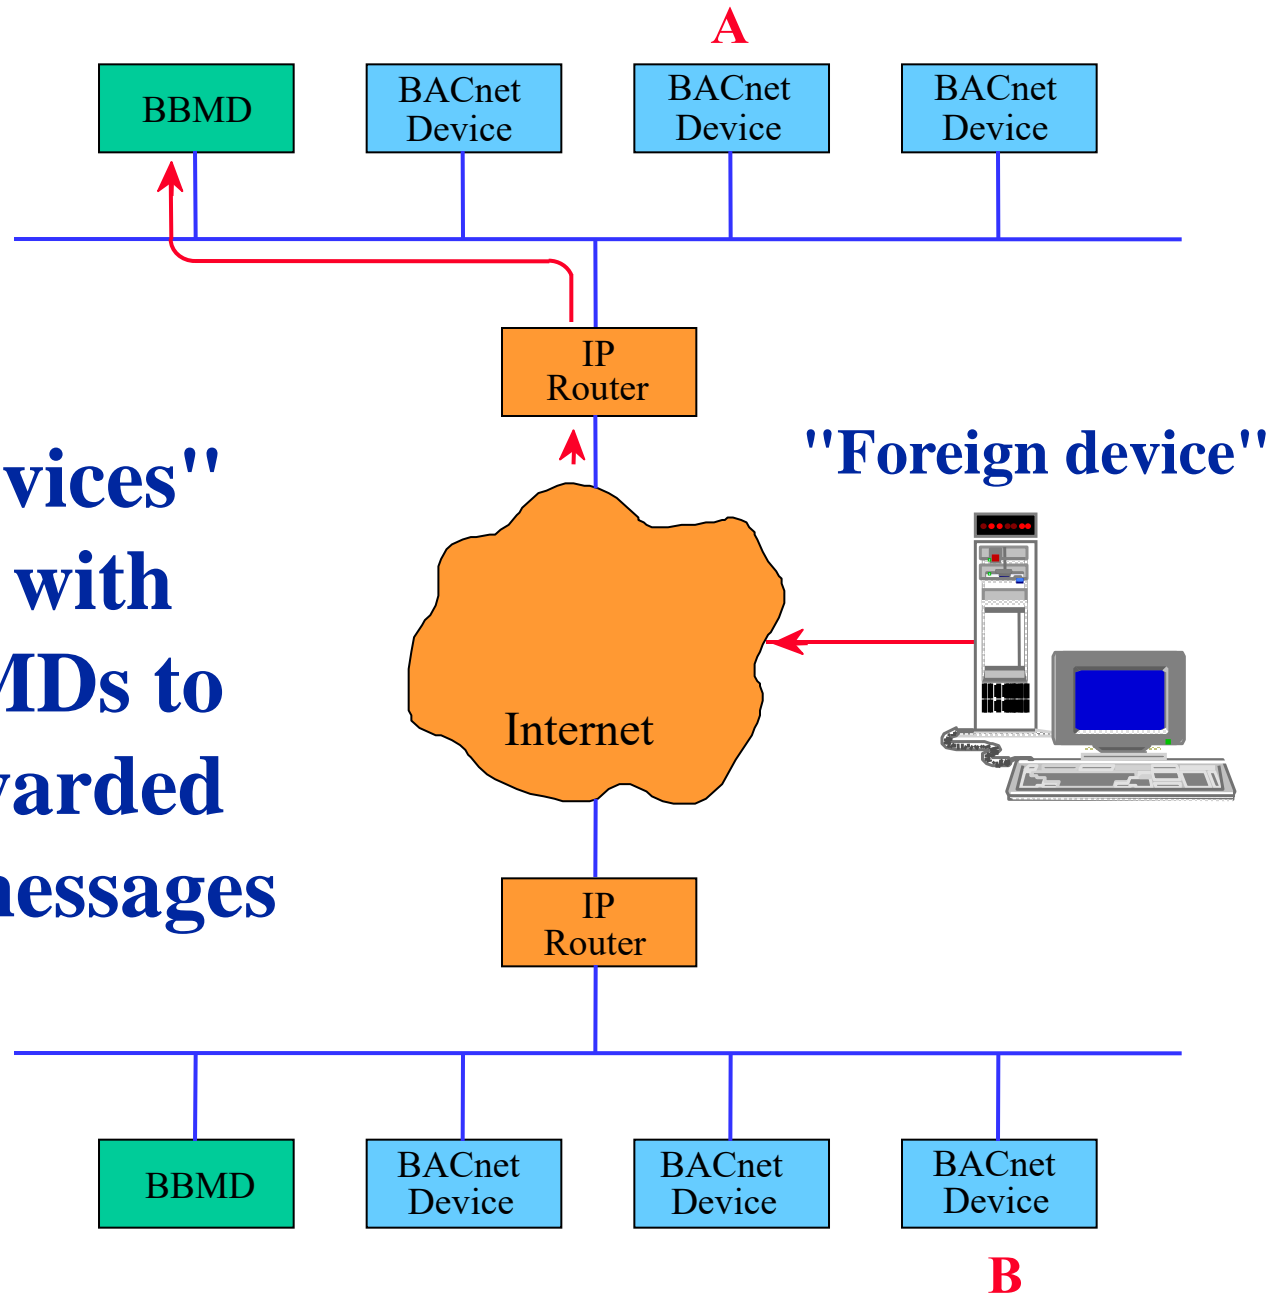 A
BBMD
BACnet
Device
BACnet
Device
BACnet
Device
IP
Router
"Foreign device"
vices"
with
MDs to
warded
nessages
Internet
IP
Router
BBMD
BACnet
Device
BACnet
Device
BACnet
Device
B